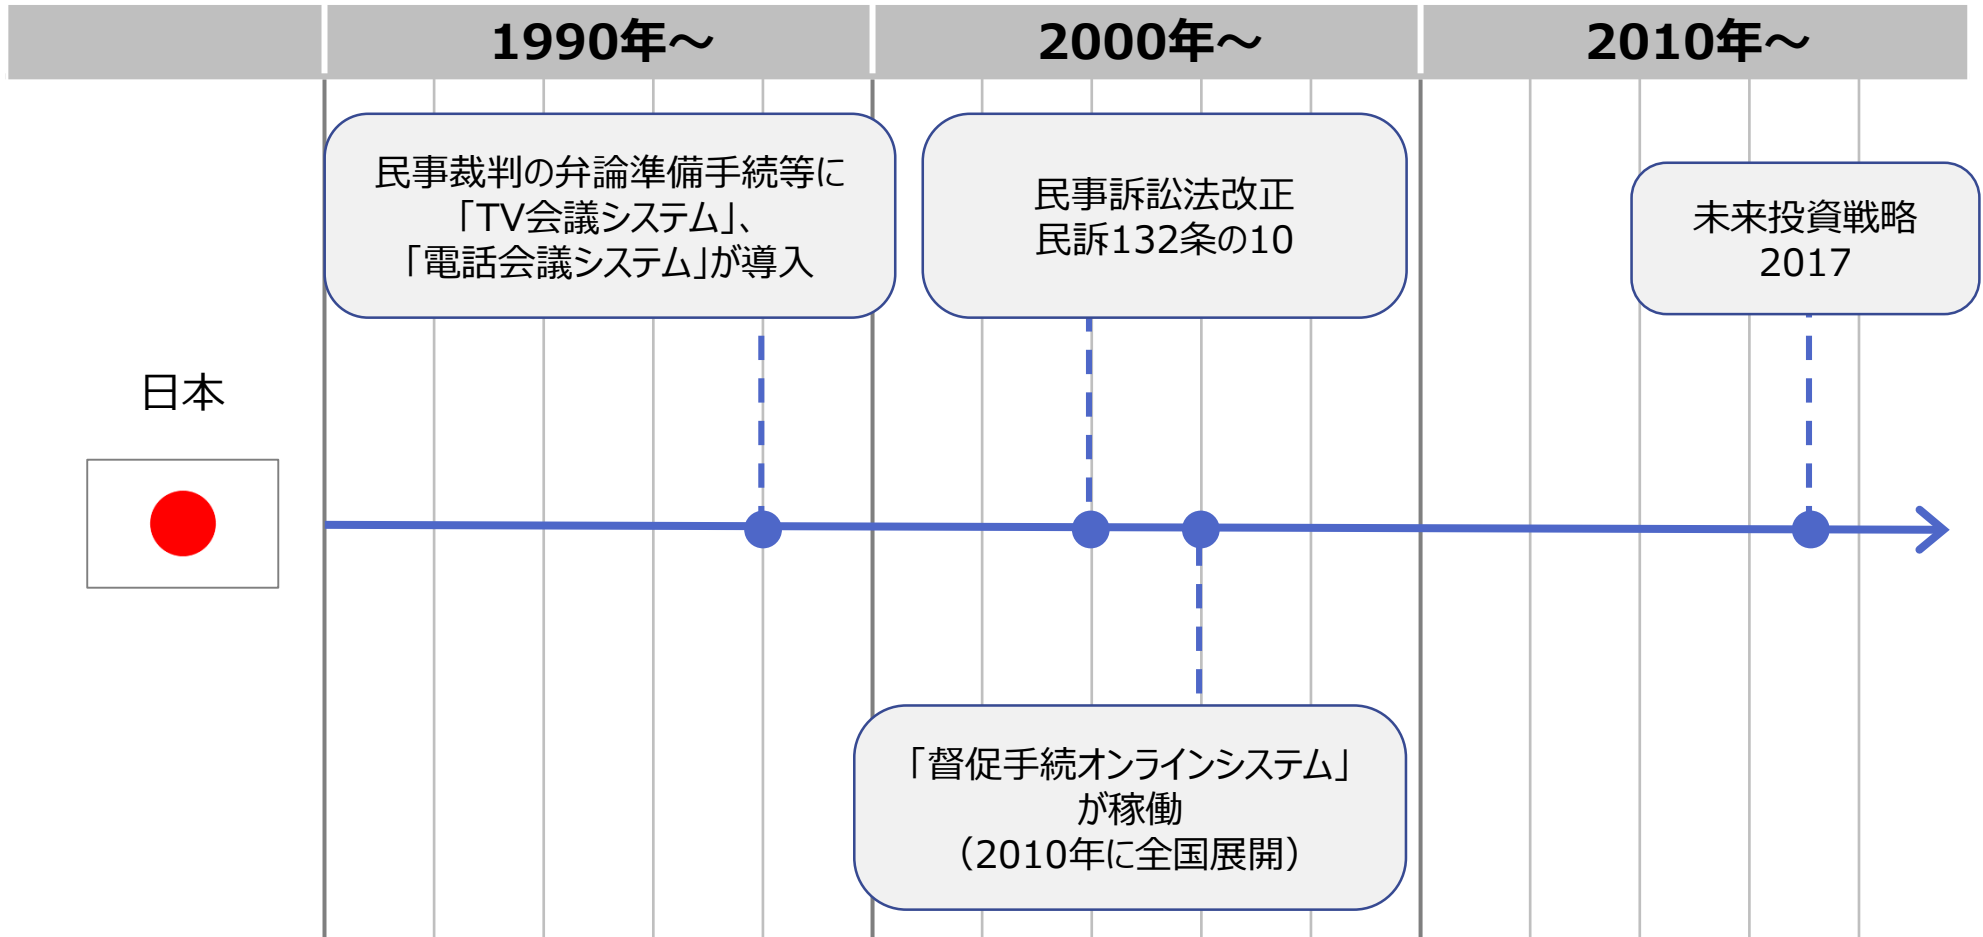 1990年～
2000年～
2010年～
民事裁判の弁論準備手続等に
「TV会議システム」、
「電話会議システム」が導入
民事訴訟法改正
民訴132条の10
未来投資戦略
2017
日本
「督促手続オンラインシステム」
が稼働
（2010年に全国展開）